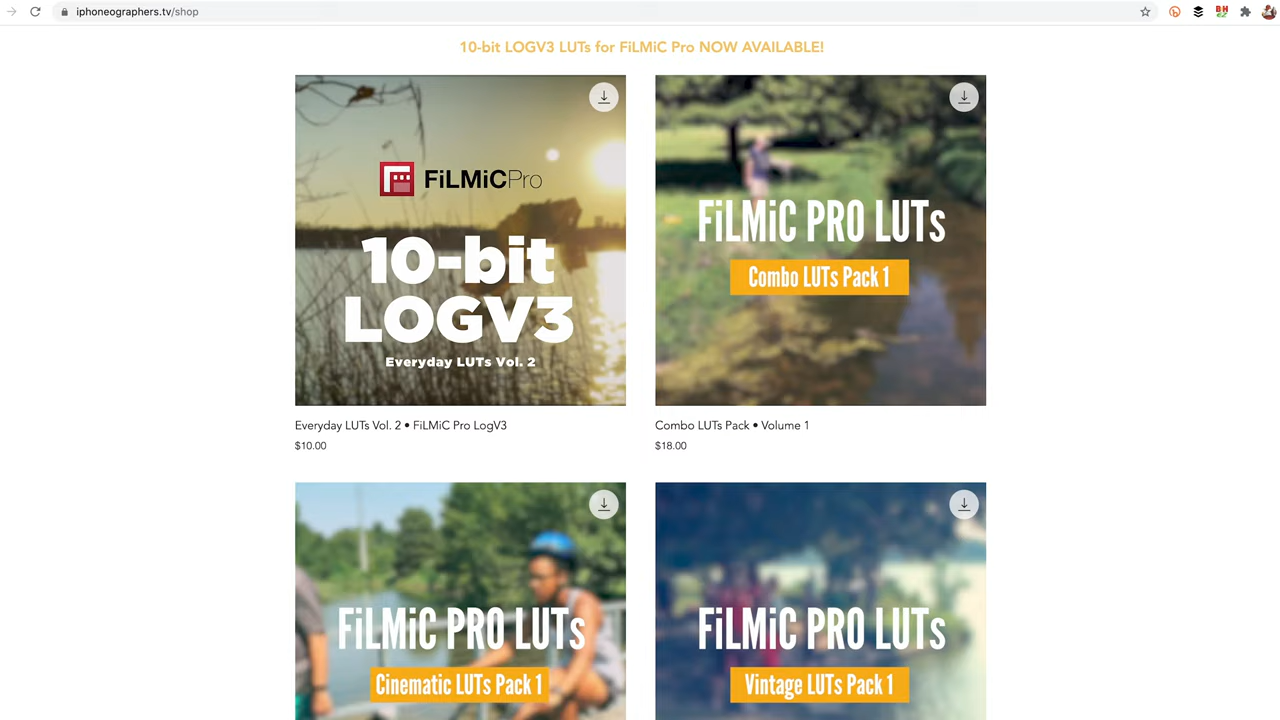 iphoneographers.tv/shop
10-bit LOGV3 LUTs for FiLMiC Pro NOW AVAILABLE!
FiLMiCPro
10-bit
LOGV3
Everyday LUTs Vol. 2
FiLMiC PRO LUTs
Combo LUTs Pack 1
Everyday LUTs Vol. 2 • FiLMiC Pro LogV3
$10.00
Combo LUTs Pack • Volume 1
$18.00
FiLMiC PRO LUTs
Cinematic LUTs Pack 1
FiLMiC PRO LUTs
Vintage LUTs Pack 1